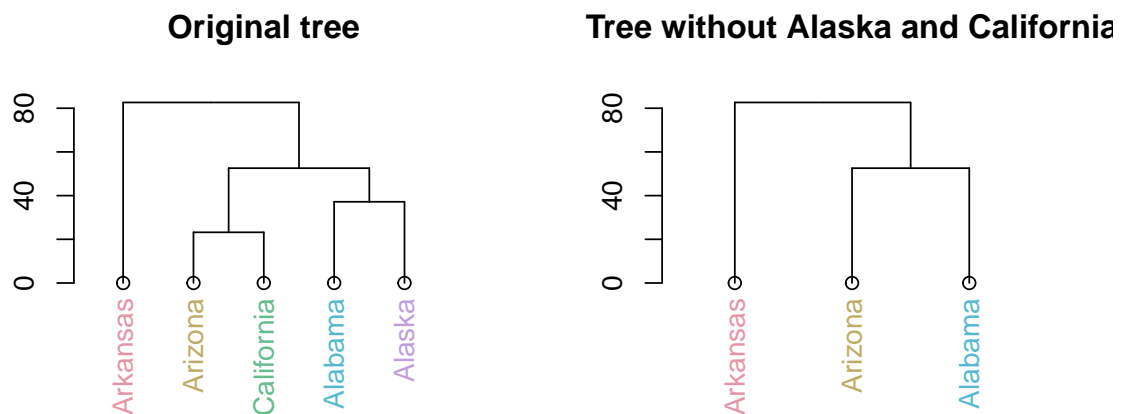 Original tree
80
40
0
Arkansas
Arizona
California
Alabama
Alaska
Tree without Alaska and California
80
40
0
Arkansas
Arizona
Alabama